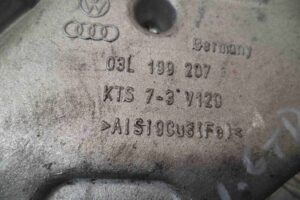 Germany
03L 199 207
KTS 7-3 V120
>AlSi9Cu3(Fe)<